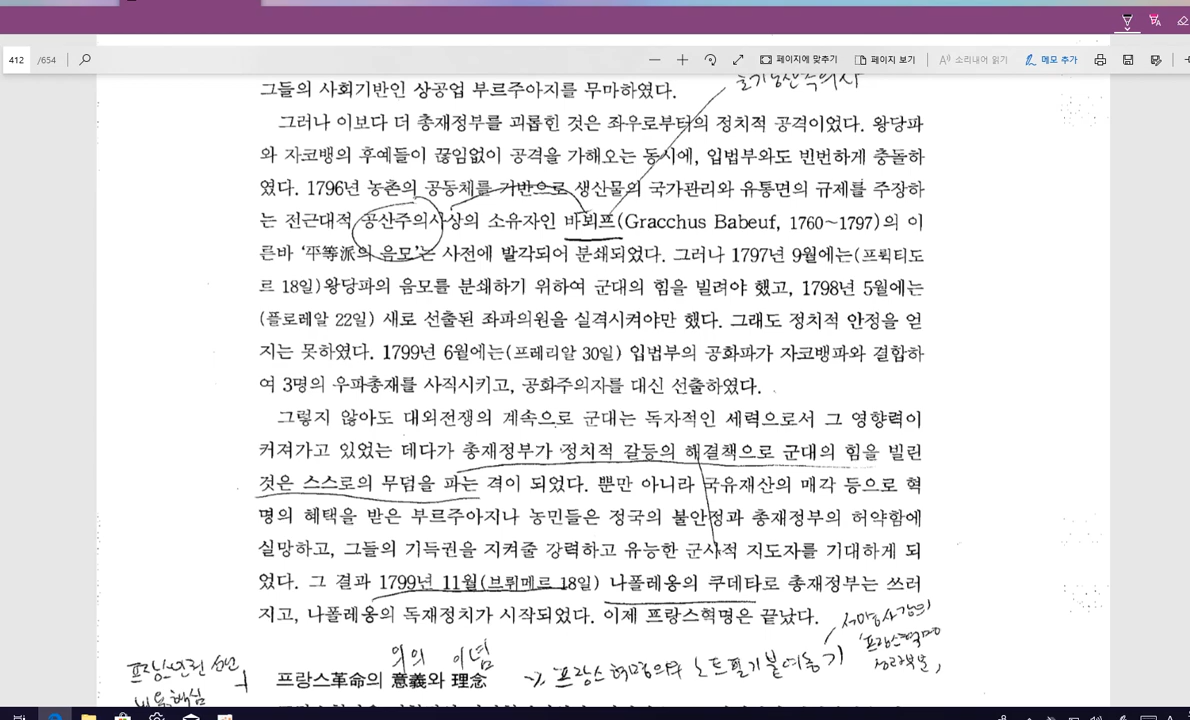 412 /654
페이지에 맞추기
페이지 보기
소리내어 읽기
메모 추가
그들의 사회기반인 상공업 부르주아지를 무마하였다.
그러나 이보다 더 총재정부를 괴롭힌 것은 좌우로부터의 정치적 공격이었다. 왕당파
와 자코뱅의 후예들이 끊임없이 공격을 가해오는 동시에, 입법부와도 빈번하게 충돌하
였다. 1796년 농촌의 공동체를 기반으로 생산물의 국가관리와 유통면의 규제를 주장하
는 전근대적 공산주의사상의 소유자인 바뵈프(Gracchus Babeuf, 1760~1797)의 이
른바 '平等派의 음모'는 사전에 발각되어 분쇄되었다. 그러나 1797년 9월에는(프뤽티도
르 18일)왕당파의 음모를 분쇄하기 위하여 군대의 힘을 빌려야 했고, 1798년 5월에는
(플로레알 22일) 새로 선출된 좌파의원을 실격시켜야만 했다. 그래도 정치적 안정을 얻
지는 못하였다. 1799년 6월에는(프레리알 30일) 입법부의 공화파가 자코뱅파와 결합하
여 3명의 우파총재를 사직시키고, 공화주의자를 대신 선출하였다.
그렇지 않아도 대외전쟁의 계속으로 군대는 독자적인 세력으로서 그 영향력이
커져가고 있었는 데다가 총재정부가 정치적 갈등의 해결책으로 군대의 힘을 빌린
것은 스스로의 무덤을 파는 격이 되었다. 뿐만 아니라 국유재산의 매각 등으로 혁
명의 혜택을 받은 부르주아지나 농민들은 정국의 불안정과 총재정부의 허약함에
실망하고, 그들의 기득권을 지켜줄 강력하고 유능한 군사적 지도자를 기대하게 되
었다. 그 결과 1799년 11월(브뤼메르 18일) 나폴레옹의 쿠데타로 총재정부는 쓰러
지고, 나폴레옹의 독재정치가 시작되었다. 이제 프랑스혁명은 끝났다.
의의 이념
프랑스革命의 意義와 理念
프랑스혁명의 노트필기 붙여놓기